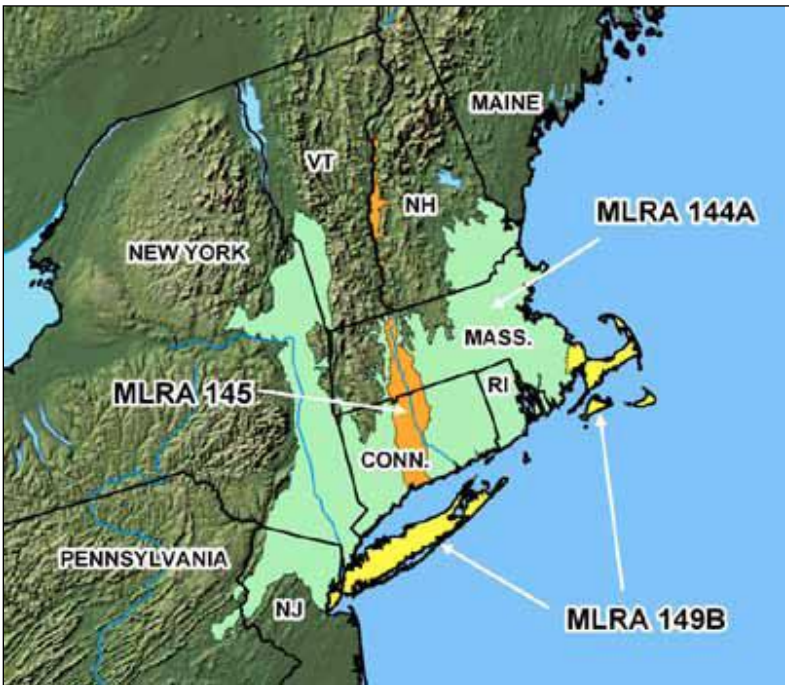 MAINE
VT
NH
MLRA 144A
NEW YORK
MASS.
MLRA 145
RI
CONN.
PENNSYLVANIA
NJ
MLRA 149B